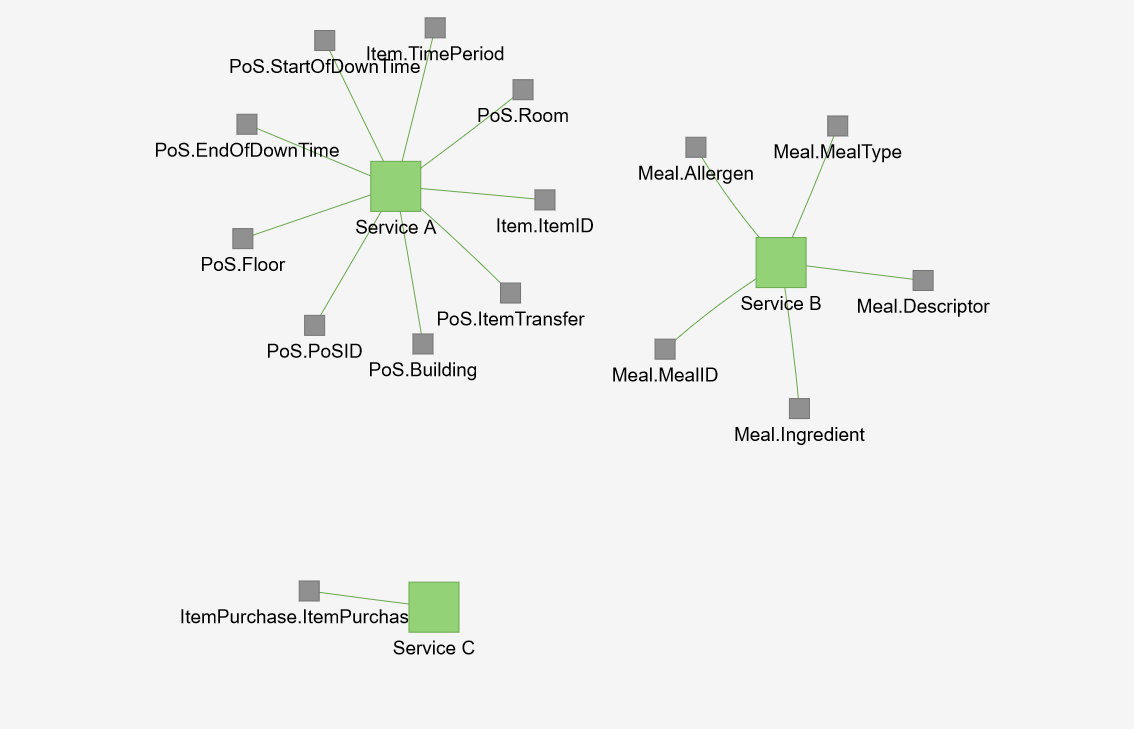 Item.TimePeriod
PoS.StartOfDownTime
PoS.Room
PoS.EndOfDownTime
Meal.MealType
Meal.Allergen
Item.ItemID
Service A
PoS.Floor
Service B
Meal.Descriptor
PoS.ItemTransfer
PoS.PoSID
PoS.Building
Meal.MealID
Meal.Ingredient
ItemPurchase.ItemPurchas
Service C